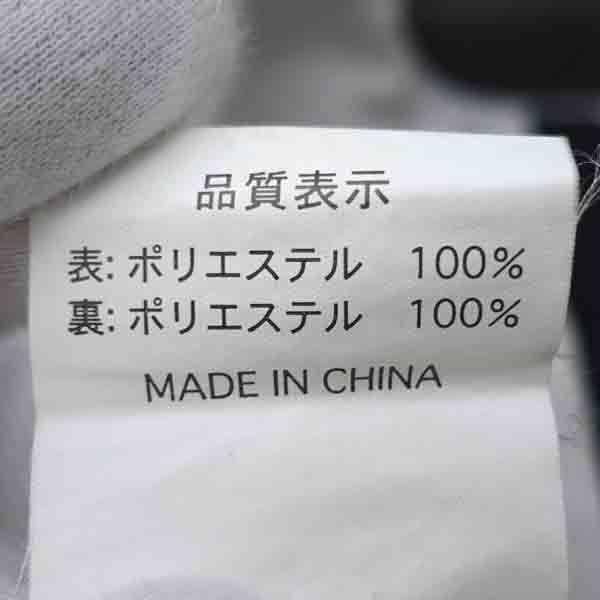 品質表示
表: ポリエステル 100%
裏: ポリエステル 100%
MADE IN CHINA